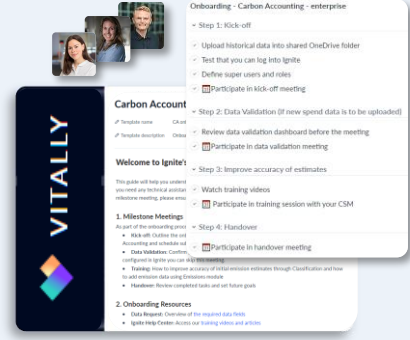 Onboarding - Carbon Accounting - enterprise
Step 1: Kick-off
Upload historical data into shared OneDrive folder
Test that you can log into Ignite
Define super users and roles
Participate in kick-off meeting
Step 2: Data Validation (if new spend data is to be uploaded)
Review data validation dashboard before the meeting
Participate in data validation meeting
Step 3: Improve accuracy of estimates
Watch training videos
Participate in training session with your CSM
Step 4: Handover
Participate in handover meeting
VITALLY
Carbon Account
Template name CA
Template description Onboa
Welcome to Ignite's
This guide will help you unders
you need any technical assistan
milestone meeting, please ens
1. Milestone Meetings
As part of the onboarding proce
Kick-off: Outline the on
Accounting and schedule su
Data Validation: Confirm
configured in Ignite you can skip this meeting.
Training: How to improve accuracy of initial emission estimates through Classification and how
to add emission data using Emissions module
Handover: Review completed tasks and set future goals
2. Onboarding Resources
Data Request: Overview of the required data fields
Ignite Help Center: Access our training videos and articles